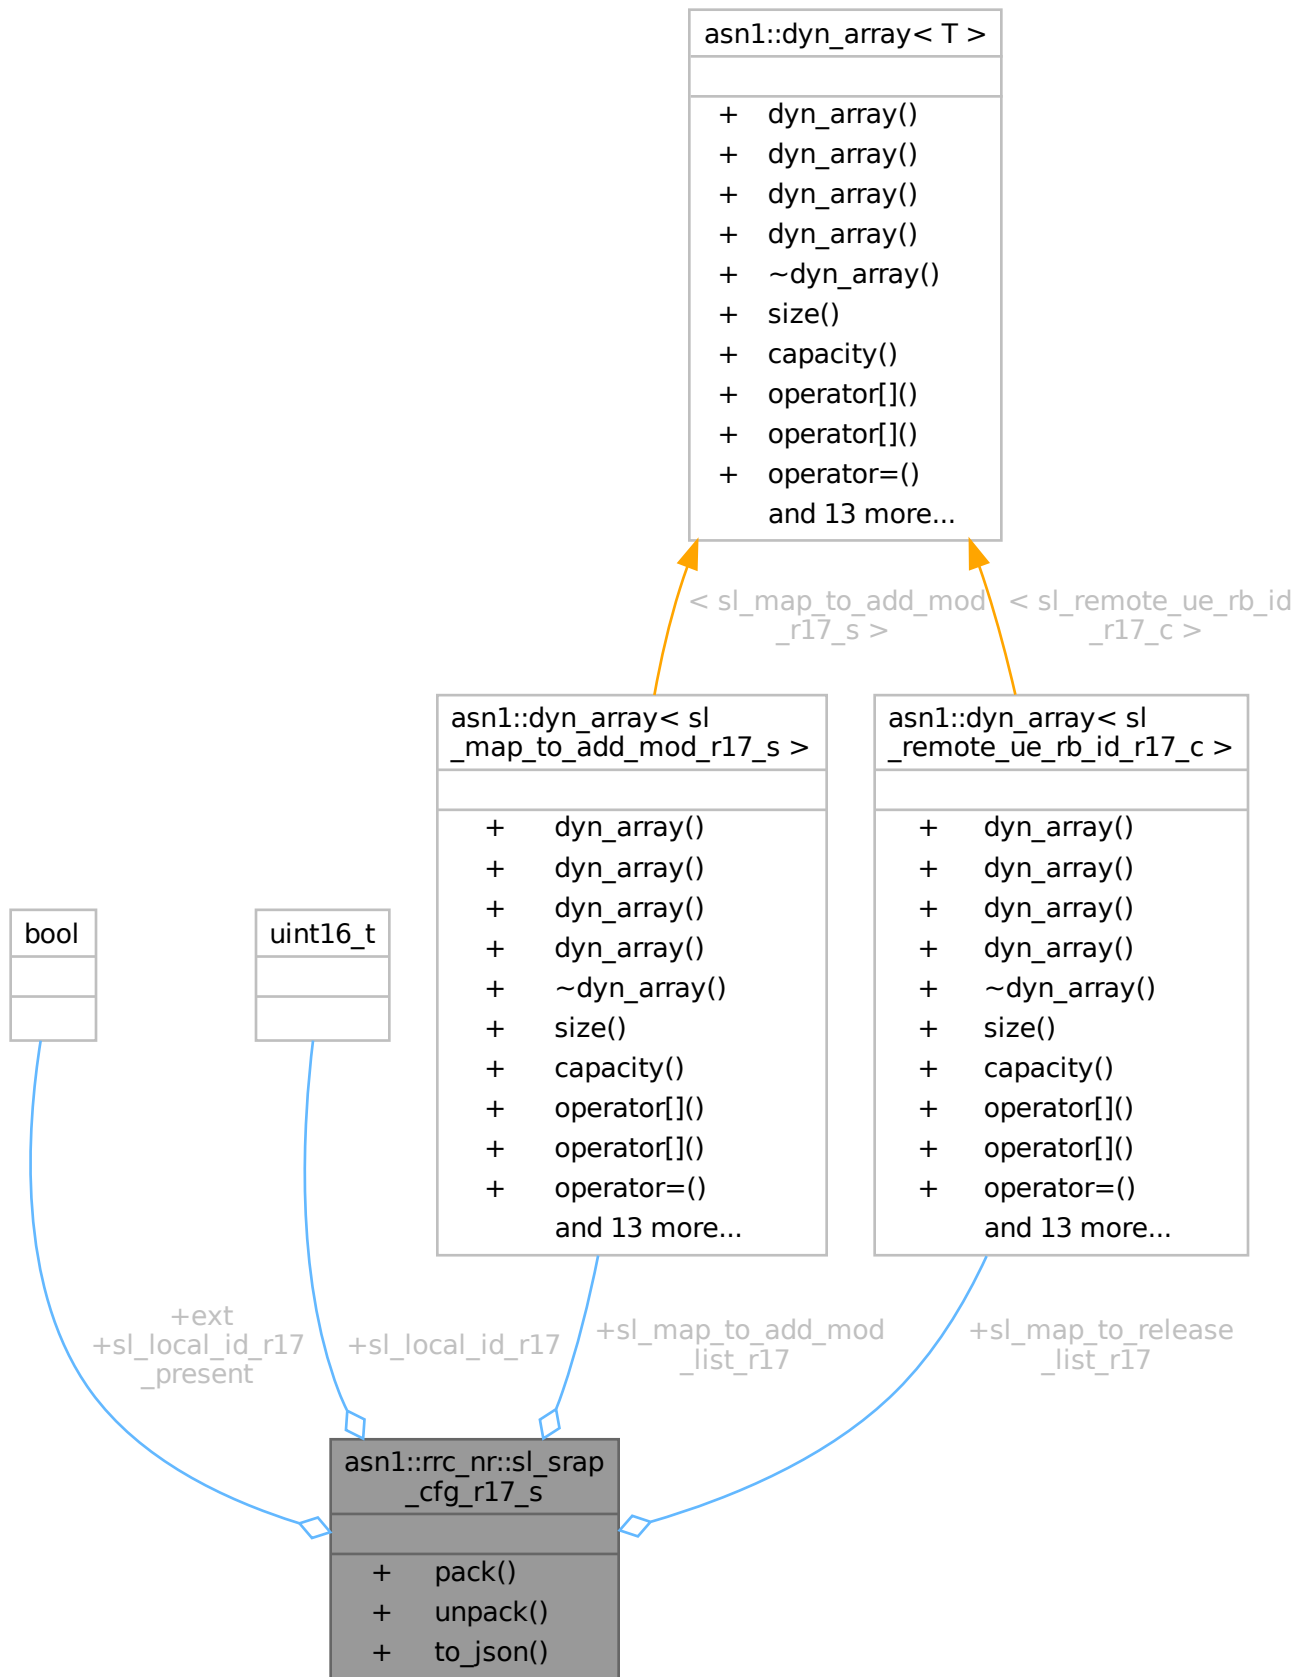 asn1::dyn_array< T >
+ dyn_array()
+ dyn_array()
+ dyn_array()
+ dyn_array()
+ ~dyn_array()
+ size()
+ capacity()
+ operator[]()
+ operator[]()
+ operator=()
and 13 more...
< sl_map_to_add_mod
_r17_s >
< sl_remote_ue_rb_id
_r17_c >
asn1::dyn_array< sl
_map_to_add_mod_r17_s >
+ dyn_array()
+ dyn_array()
+ dyn_array()
+ dyn_array()
+ ~dyn_array()
+ size()
+ capacity()
+ operator[]()
+ operator[]()
+ operator=()
and 13 more...
asn1::dyn_array< sl
_remote_ue_rb_id_r17_c >
+ dyn_array()
+ dyn_array()
+ dyn_array()
+ dyn_array()
+ ~dyn_array()
+ size()
+ capacity()
+ operator[]()
+ operator[]()
+ operator=()
and 13 more...
bool
uint16_t
+ext
+sl_local_id_r17
_present
+sl_local_id_r17
+sl_map_to_add_mod
_list_r17
+sl_map_to_release
_list_r17
asn1::rrc_nr::sl_srap
_cfg_r17_s
+ pack()
+ unpack()
+ to_json()